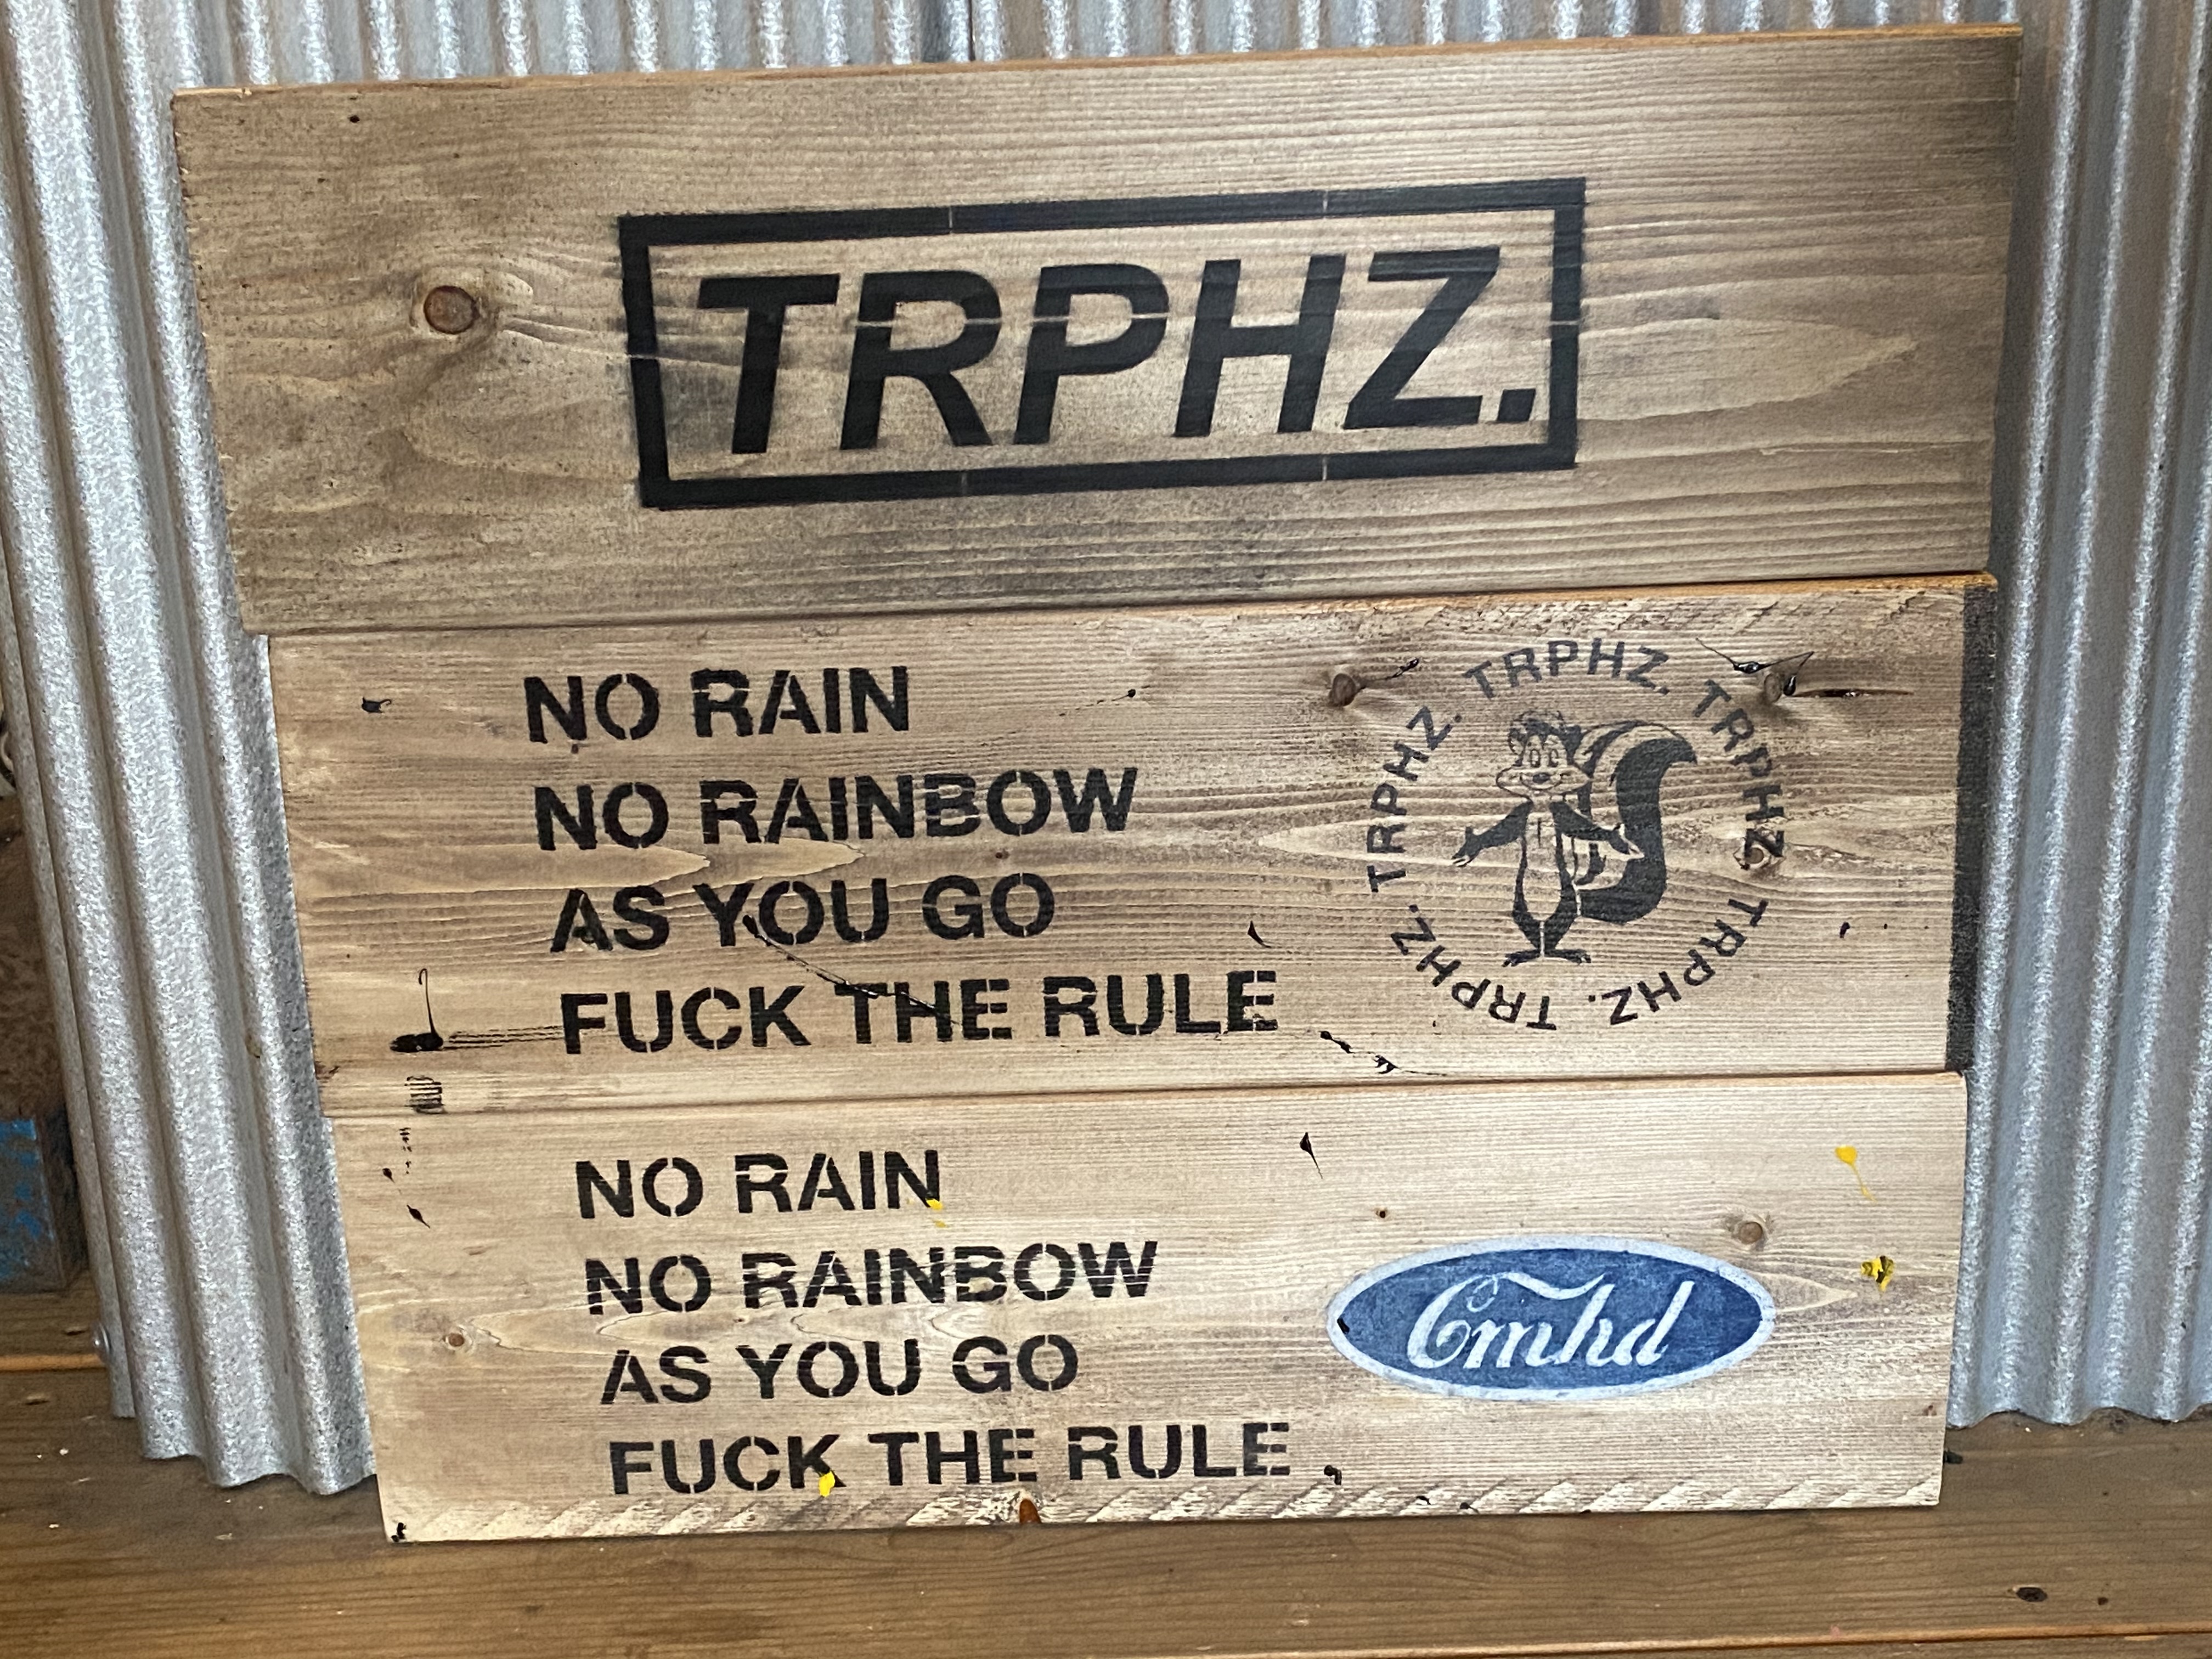 TRPHZ.
NO RAIN
NO RAINBOW
AS YOU GO
FUCK THE RULE
TRPHZ. TRPHZ. TRPHZ. TRPHZ. TRPHZ. TRPHZ.
NO RAIN
NO RAINBOW
AS YOU GO
FUCK THE RULE
Cmhd